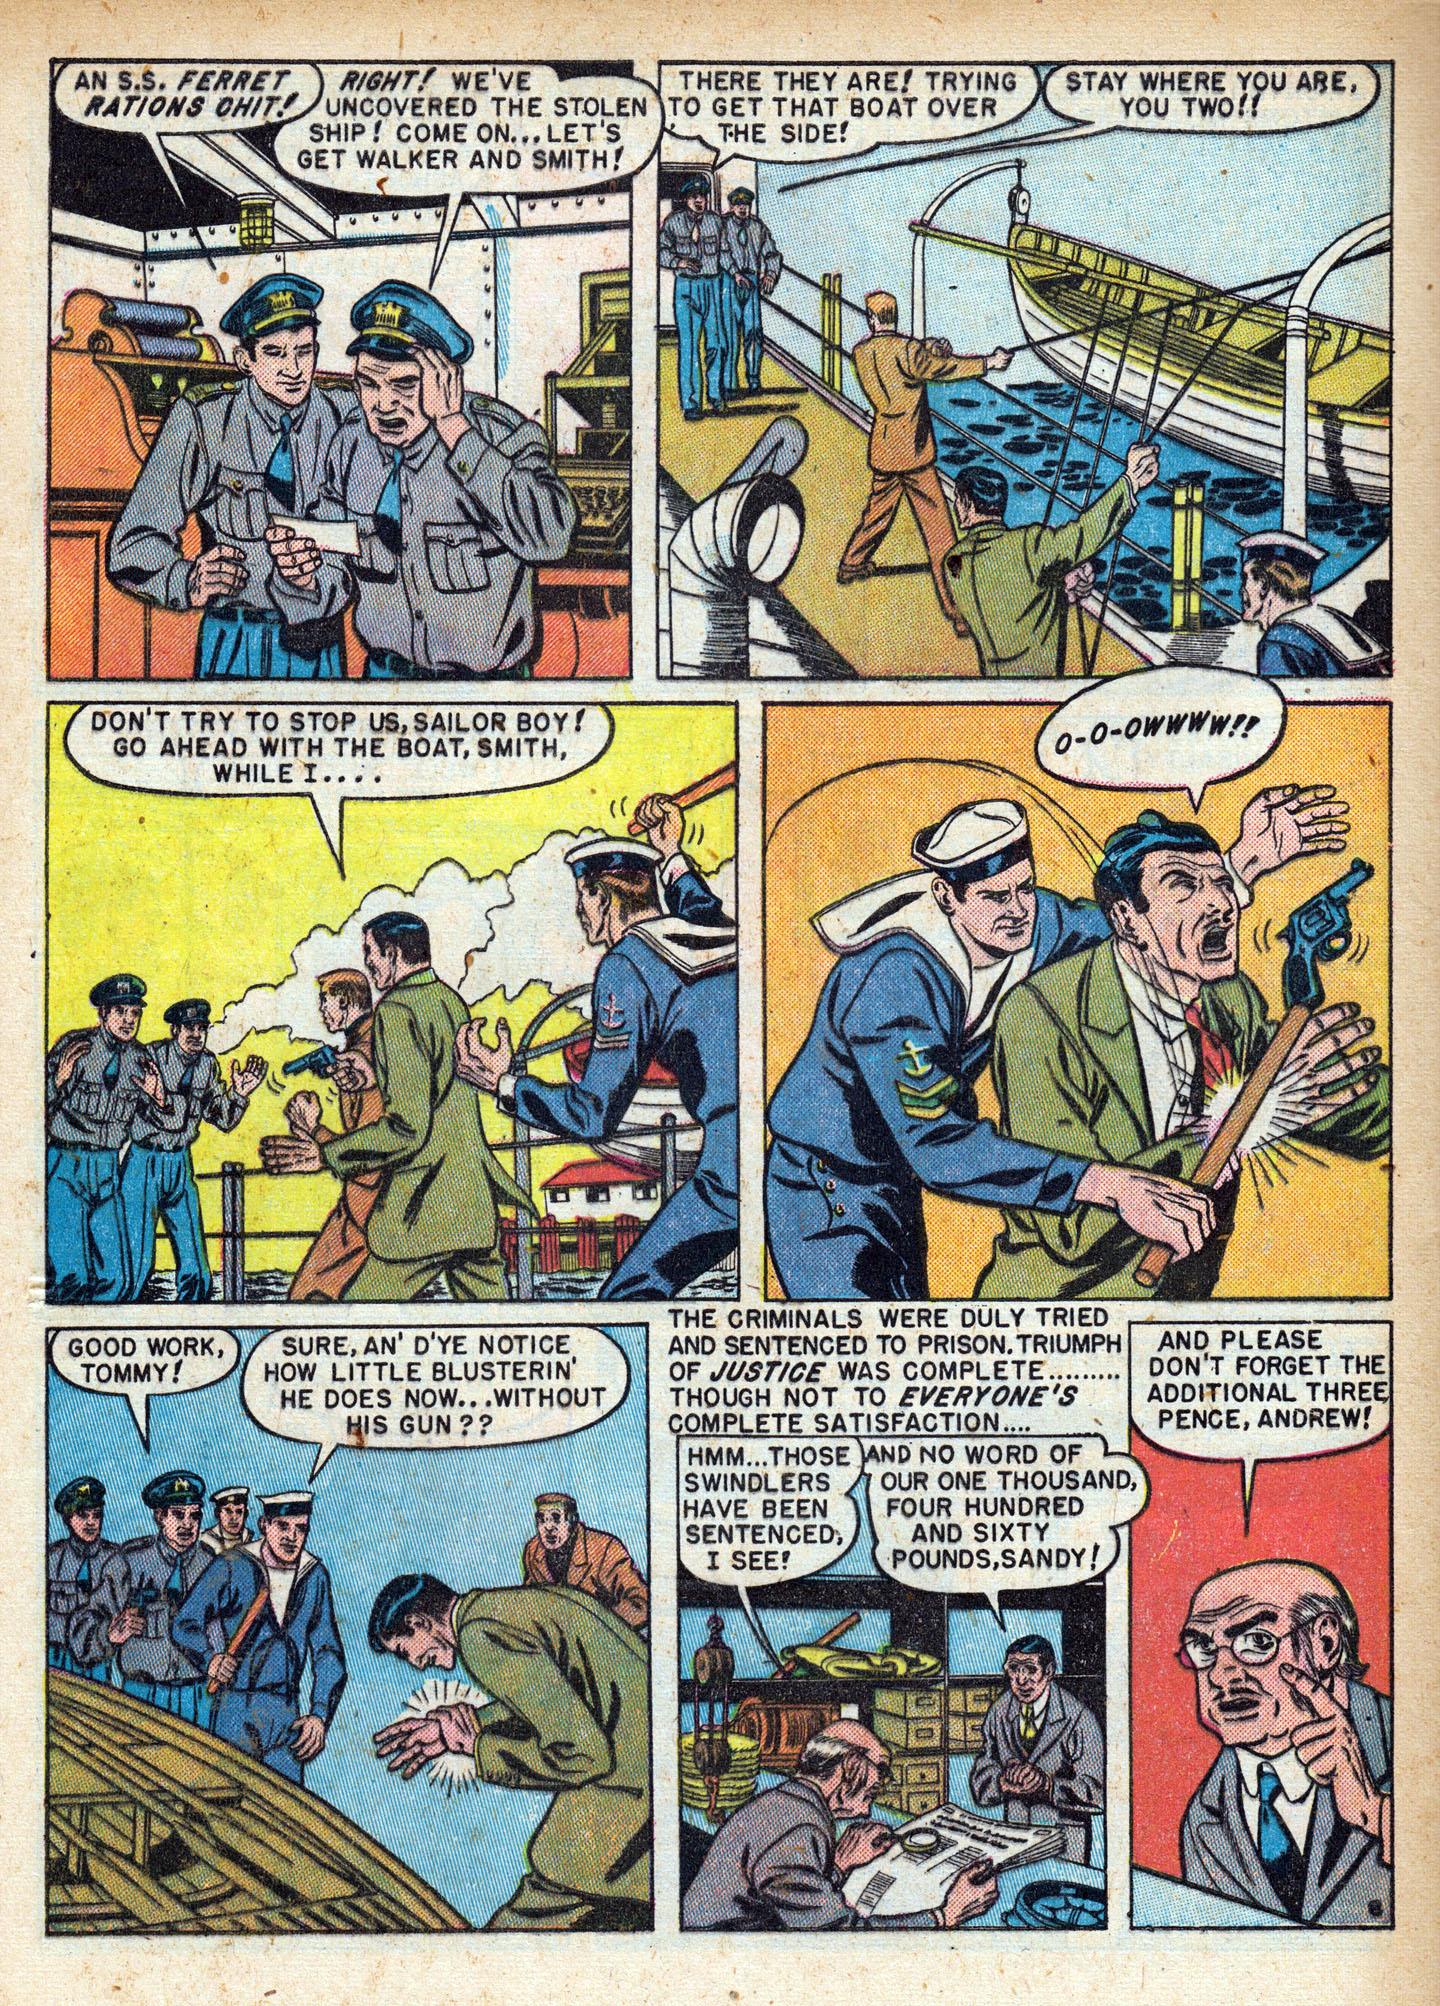 AN S.S. FERRET
RATIONS CHIT!
RIGHT! WE'VE
UNCOVERED THE STOLEN
SHIP! COME ON...LET'S
GET WALKER AND SMITH!
THERE THEY ARE! TRYING
TO GET THAT BOAT OVER
THE SIDE!
STAY WHERE YOU ARE,
YOU TWO!!
DON'T TRY TO STOP US, SAILOR BOY!
GO AHEAD WITH THE BOAT, SMITH,
WHILE I....
O-O-OWWWW!!
GOOD WORK,
TOMMY!
SURE, AN' D'YE NOTICE
HOW LITTLE BLUSTERIN'
HE DOES NOW...WITHOUT
HIS GUN??
THE CRIMINALS WERE DULY TRIED
AND SENTENCED TO PRISON. TRIUMPH
OF JUSTICE WAS COMPLETE.........
THOUGH NOT TO EVERYONE'S
COMPLETE SATISFACTION....
HMM...THOSE
SWINDLERS
HAVE BEEN
SENTENCED,
I SEE!
AND NO WORD OF
OUR ONE THOUSAND,
FOUR HUNDRED
AND SIXTY
POUNDS, SANDY!
AND PLEASE
DON'T FORGET THE
ADDITIONAL THREE
PENCE, ANDREW!